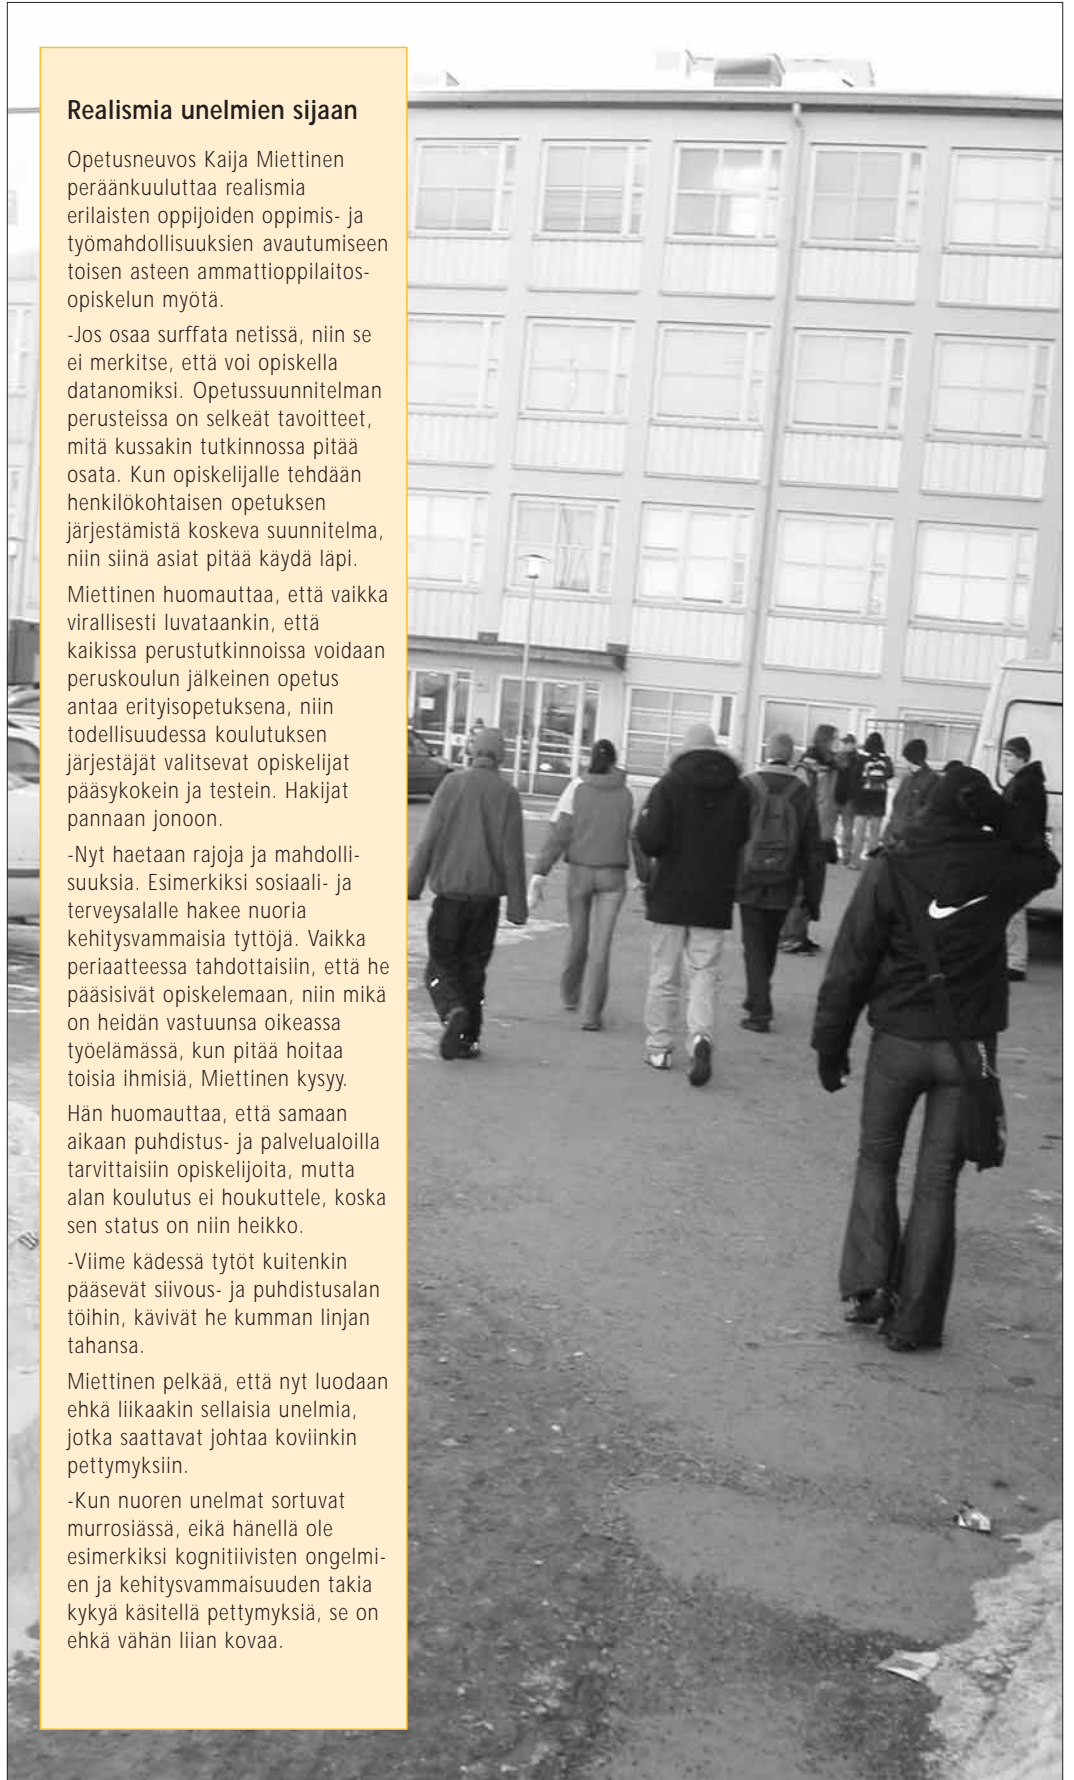 Realismia unelmien sijaan
Opetusneuvos Kaija Miettinen
peräänkuuluttaa realismia
erilaisten oppijoiden oppimis- ja
työmahdollisuuksien avautumiseen
toisen asteen ammattioppilaitos-
opiskelun myötä.
-Jos osaa surffata netissä, niin se
ei merkitse, että voi opiskella
datanomiksi. Opetussuunnitelman
perusteissa on selkeät tavoitteet,
mitä kussakin tutkinnossa pitää
osata. Kun opiskelijalle tehdään
henkilökohtaisen opetuksen
järjestämistä koskeva suunnitelma,
niin siinä asiat pitää käydä läpi.
Miettinen huomauttaa, että vaikka
virallisesti luvataankin, että
kaikissa perustutkinnoissa voidaan
peruskoulun jälkeinen opetus
antaa erityisopetuksena, niin
todellisuudessa koulutuksen
järjestäjät valitsevat opiskelijat
pääsykokein ja testein. Hakijat
pannaan jonoon.
-Nyt haetaan rajoja ja mahdolli-
suuksia. Esimerkiksi sosiaali- ja
terveysalalle hakee nuoria
kehitysvammaisia tyttöjä. Vaikka
periaatteessa tahdottaisiin, että he
pääsisivät opiskelemaan, niin mikä
on heidän vastuunsa oikeassa
työelämässä, kun pitää hoitaa
toisia ihmisiä, Miettinen kysyy.
Hän huomauttaa, että samaan
aikaan puhdistus- ja palvelualoilla
tarvittaisiin opiskelijoita, mutta
alan koulutus ei houkuttele, koska
sen status on niin heikko.
-Viime kädessä tytöt kuitenkin
pääsevät siivous- ja puhdistusalan
töihin, kävivät he kumman linjan
tahansa.
Miettinen pelkää, että nyt luodaan
ehkä liikaakin sellaisia unelmia,
jotka saattavat johtaa koviinkin
pettymyksiin.
-Kun nuoren unelmat sortuvat
murrosiässä, eikä hänellä ole
esimerkiksi kognitiivisten ongelmi-
en ja kehitysvammaisuuden takia
kykyä käsitellä pettymyksiä, se on
ehkä vähän liian kovaa.